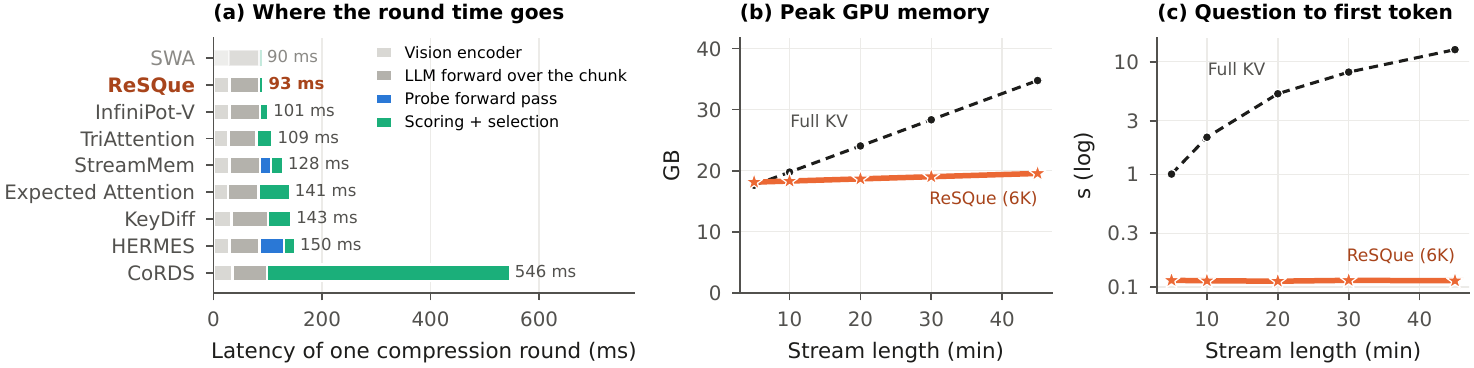 (a) Where the round time goes
SWA
90 ms
ReSQue
93 ms
InfiniPot-V
101 ms
TriAttention
109 ms
StreamMem
128 ms
Expected Attention
141 ms
KeyDiff
143 ms
HERMES
150 ms
CoRDS
546 ms
Vision encoder
LLM forward over the chunk
Probe forward pass
Scoring + selection
0 200 400 600
Latency of one compression round (ms)
(b) Peak GPU memory
GB
40
30
20
10
0
Full KV
ReSQue (6K)
10 20 30 40
Stream length (min)
(c) Question to first token
s (log)
10
3
1
0.3
0.1
Full KV
ReSQue (6K)
10 20 30 40
Stream length (min)